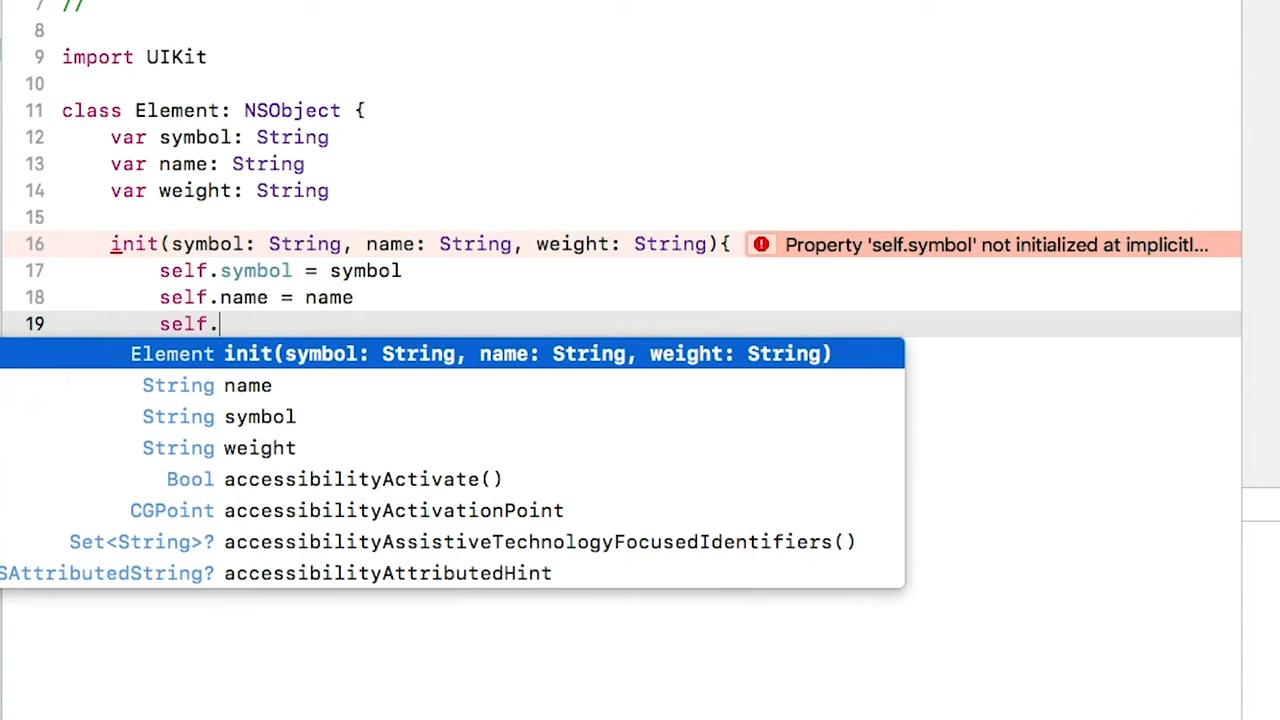 7 //
8
9 import UIKit
10
11 class Element: NSObject {
12 var symbol: String
13 var name: String
14 var weight: String
15
16 init(symbol: String, name: String, weight: String){ Property 'self.symbol' not initialized at implicitl...
17 self.symbol = symbol
18 self.name = name
19 self.
Element init(symbol: String, name: String, weight: String)
String name
String symbol
String weight
Bool accessibilityActivate()
CGPoint accessibilityActivationPoint
Set<String>? accessibilityAssistiveTechnologyFocusedIdentifiers()
SAttributedString? accessibilityAttributedHint